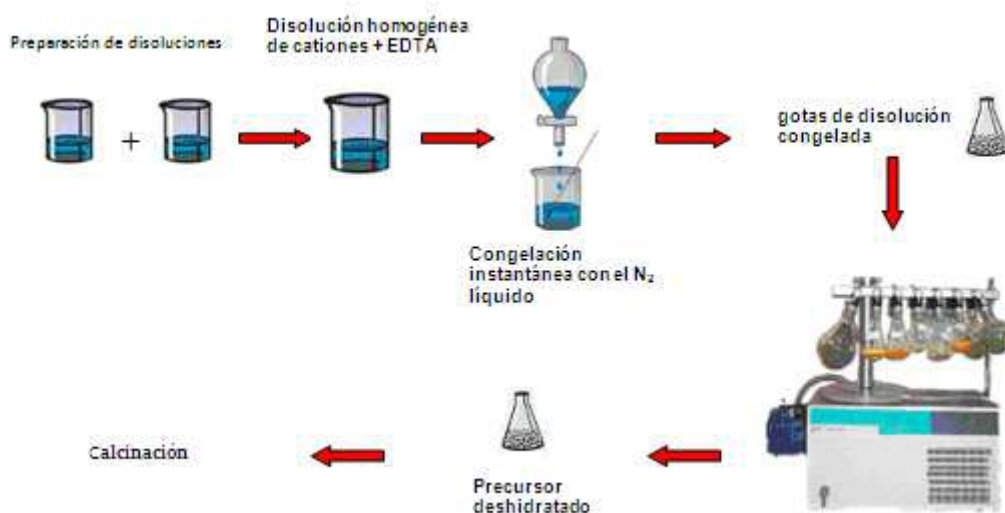 Preparación de disoluciones
Disolución homogénea
de cationes + EDTA
+
gotas de disolución
congelada
Congelación
instantánea con el N₂
líquido
Precursor
deshidratado
Calcinación